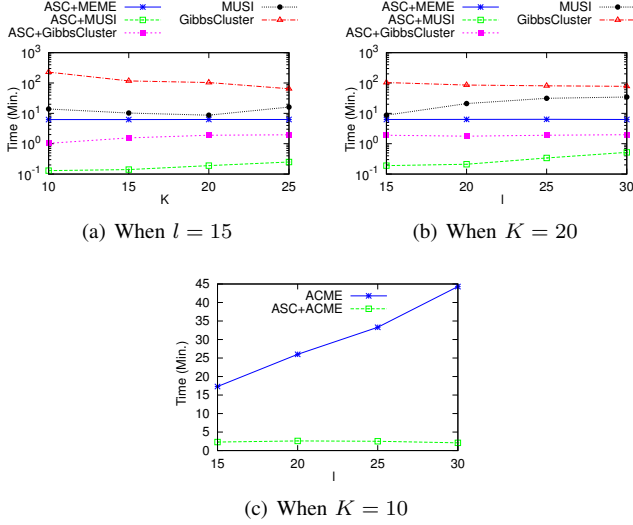 ASC+MEME
ASC+MUSI
ASC+GibbsCluster
MUSI
GibbsCluster
Time (Min.)
10^3
10^2
10^1
10^0
10^-1
10 15 20 25
K
(a) When l = 15
ASC+MEME
ASC+MUSI
ASC+GibbsCluster
MUSI
GibbsCluster
Time (Min.)
10^3
10^2
10^1
10^0
10^-1
15 20 25 30
l
(b) When K = 20
ACME
ASC+ACME
Time (Min.)
45
40
35
30
25
20
15
10
5
0
15 20 25 30
l
(c) When K = 10